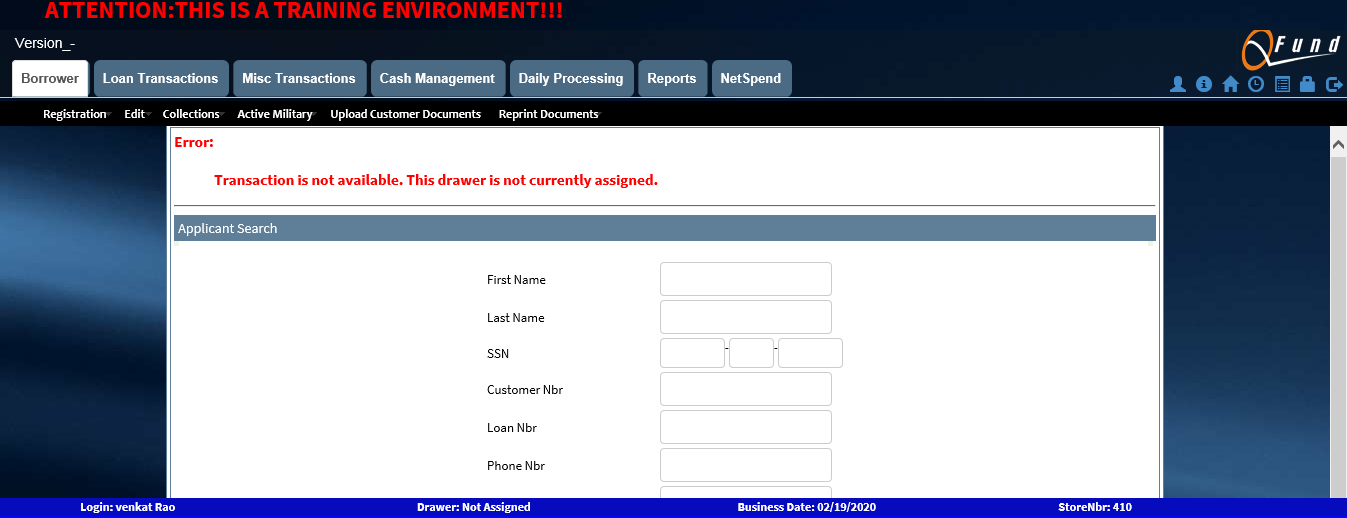 ATTENTION:THIS IS A TRAINING ENVIRONMENT!!!
Version_-
QFund
Borrower Loan Transactions Misc Transactions Cash Management Daily Processing Reports NetSpend
Registration Edit Collections Active Military Upload Customer Documents Reprint Documents
Error:
Transaction is not available. This drawer is not currently assigned.
Applicant Search
First Name
Last Name
SSN - -
Customer Nbr
Loan Nbr
Phone Nbr
Login: venkat Rao Drawer: Not Assigned Business Date: 02/19/2020 StoreNbr: 410